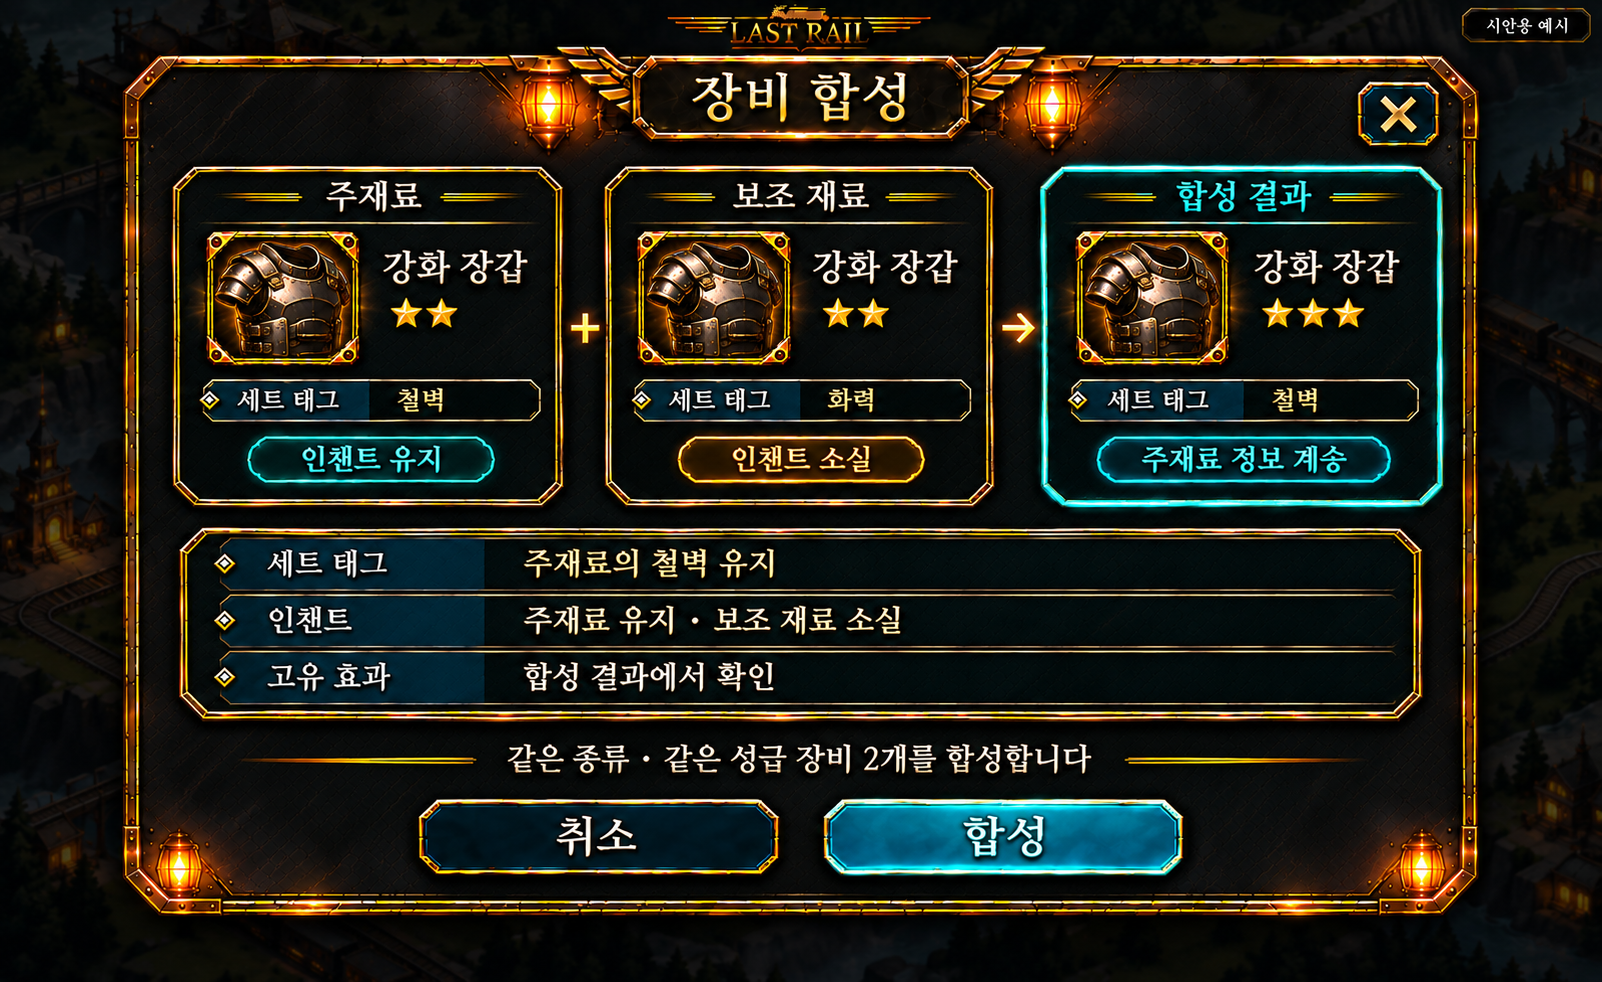 LAST RAIL
시안용 예시
장비 합성
주재료
강화 장갑
세트 태그 철벽
인챈트 유지
+
보조 재료
강화 장갑
세트 태그 화력
인챈트 소실
→
합성 결과
강화 장갑
세트 태그 철벽
주재료 정보 계송
세트 태그 주재료의 철벽 유지
인챈트 주재료 유지 · 보조 재료 소실
고유 효과 합성 결과에서 확인
같은 종류 · 같은 성급 장비 2개를 합성합니다
취소
합성